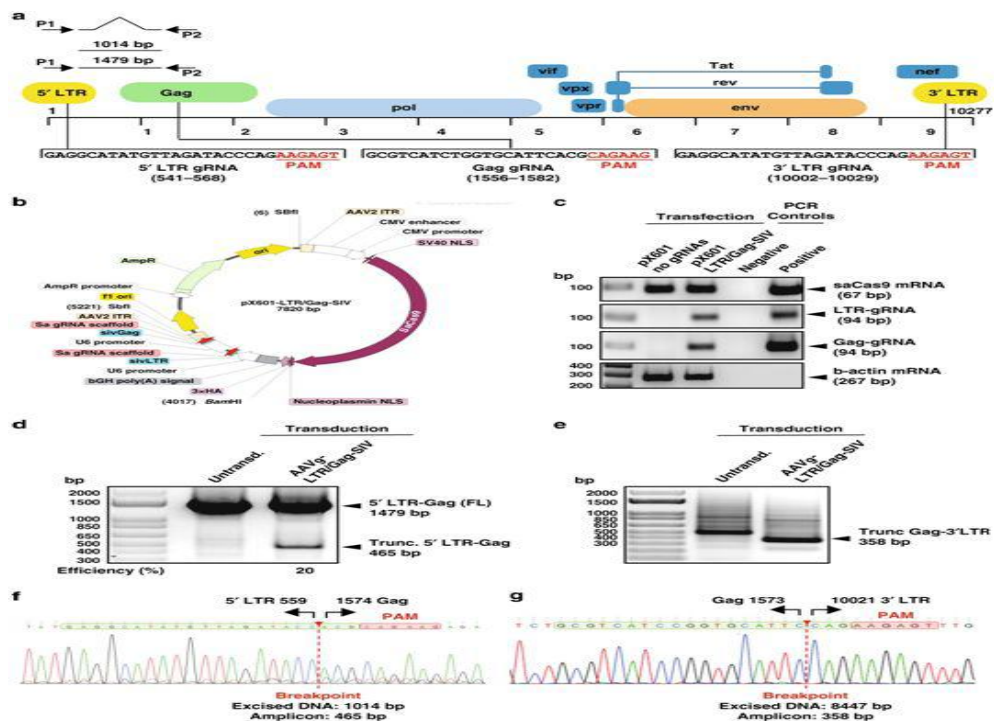 a
P1
P2
1014 bp
1479 bp
P1
P2
5′ LTR
Gag
pol
vif
vpx
vpr
Tat
rev
env
nef
3′ LTR
1
10277
1
2
3
4
5
6
7
8
9
GAGGCATATGTTAGATACCCAGAAGAGT
PAM
5′ LTR gRNA
(541–568)
GCGTCATCTGGTGCATTCACGCAGAAG
PAM
Gag gRNA
(1556–1582)
GAGGCATATGTTAGATACCCAGAAGAGT
PAM
3′ LTR gRNA
(10002–10029)
b
(6) SBfI
AAV2 ITR
CMV enhancer
CMV promoter
SV40 NLS
ori
AmpR
AmpR promoter
f1 ori
(5221) SbfI
AAV2 ITR
Sa gRNA scaffold
sivGag
U6 promoter
Sa gRNA scaffold
sivLTR
U6 promoter
bGH poly(A) signal
3×HA
(4017) BamHI
Nucleoplasmin NLS
SaCas9
pX601-LTR/Gag-SIV
7820 bp
c
Transfection
PCR
Controls
pX601
no gRNAs
pX601
LTR/Gag-SIV
Negative
Positive
bp
100
saCas9 mRNA
(67 bp)
100
LTR-gRNA
(94 bp)
100
Gag-gRNA
(94 bp)
400
300
200
b-actin mRNA
(267 bp)
d
Transduction
Untransd.
AAV9-
LTR/Gag-SIV
bp
2000
1500
1000
850
650
500
400
300
5′ LTR-Gag (FL)
1479 bp
Trunc. 5′ LTR-Gag
465 bp
Efficiency (%)
20
e
Transduction
Untransd.
AAV9-
LTR/Gag-SIV
bp
2000
1500
1000
850
650
500
400
300
Trunc Gag-3′LTR
358 bp
f
5′ LTR 559
1574 Gag
PAM
Breakpoint
Excised DNA: 1014 bp
Amplicon: 465 bp
g
Gag 1573
10021 3′ LTR
PAM
TCTGCGTCATCCGGTGCATTCCCAGAAGAGTTTG
Breakpoint
Excised DNA: 8447 bp
Amplicon: 358 bp